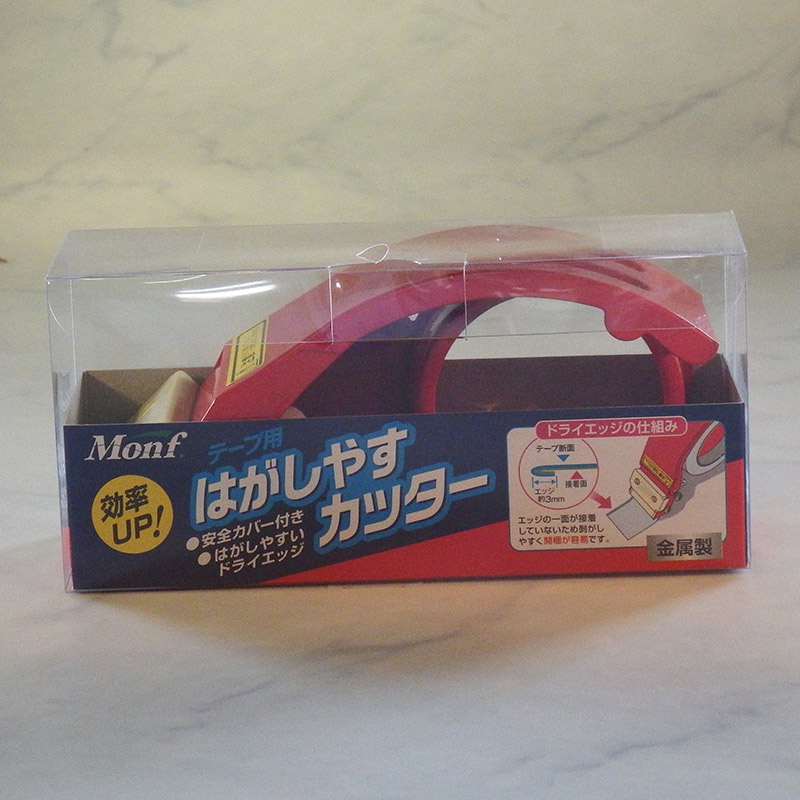 Monf
テープ用
はがしやす
カッター
効率
UP!
●安全カバー付き
●はがしやすい
ドライエッジ
ドライエッジの仕組み
テープ断面
エッジ
約3mm
接着面
エッジの一面が接着
していないため剥がし
やすく開梱が容易です。
金属製